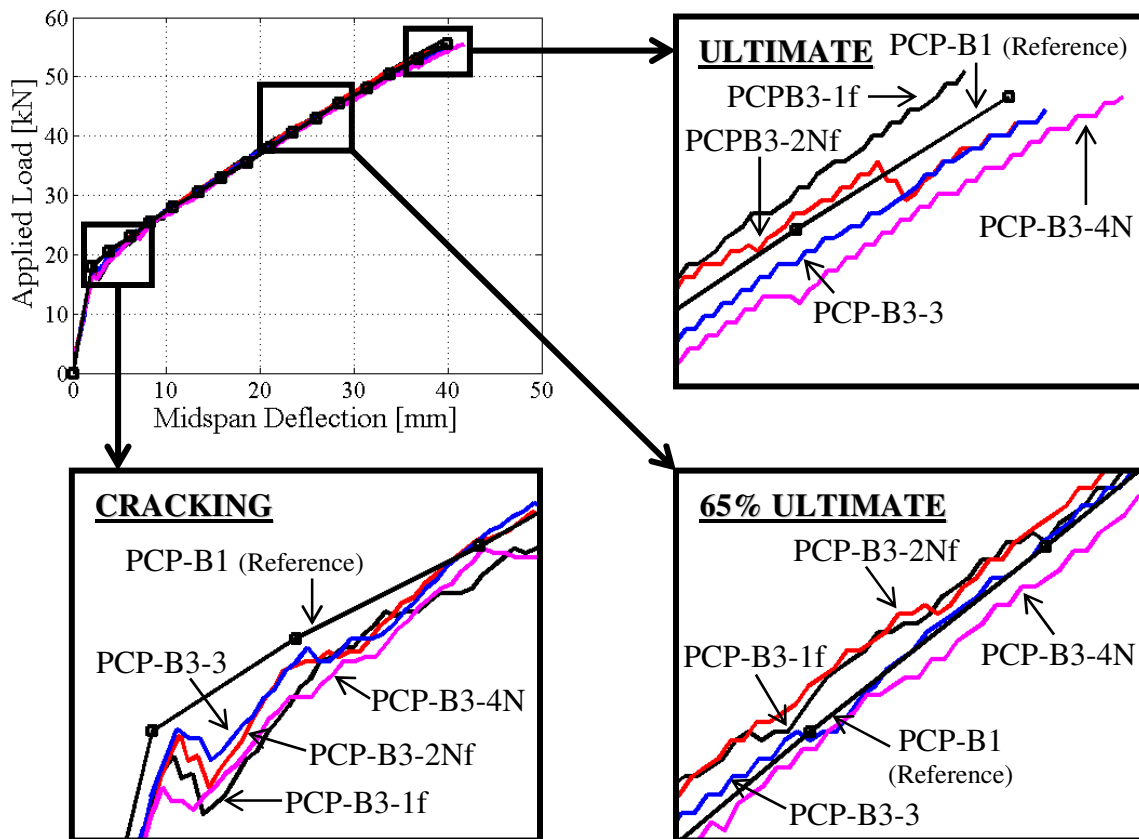 60
50
40
30
20
10
0
0
10
20
30
40
50
Applied Load [kN]
Midspan Deflection [mm]
ULTIMATE
PCP-B1 (Reference)
PCPB3-1f
PCPB3-2Nf
PCP-B3-4N
PCP-B3-3
CRACKING
PCP-B1 (Reference)
PCP-B3-3
PCP-B3-4N
PCP-B3-2Nf
PCP-B3-1f
65% ULTIMATE
PCP-B3-2Nf
PCP-B3-1f
PCP-B3-4N
PCP-B1
(Reference)
PCP-B3-3